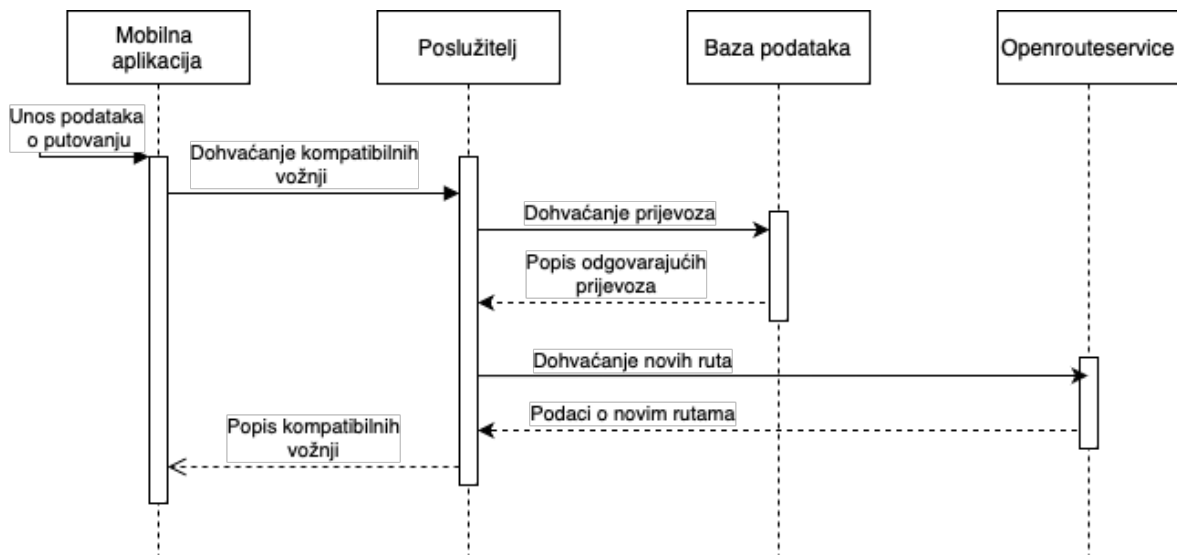 Mobilna
aplikacija
Poslužitelj
Baza podataka
Openrouteservice
Unos podataka
o putovanju
Dohvaćanje kompatibilnih
vožnji
Dohvaćanje prijevoza
Popis odgovarajućih
prijevoza
Dohvaćanje novih ruta
Podaci o novim rutama
Popis kompatibilnih
vožnji